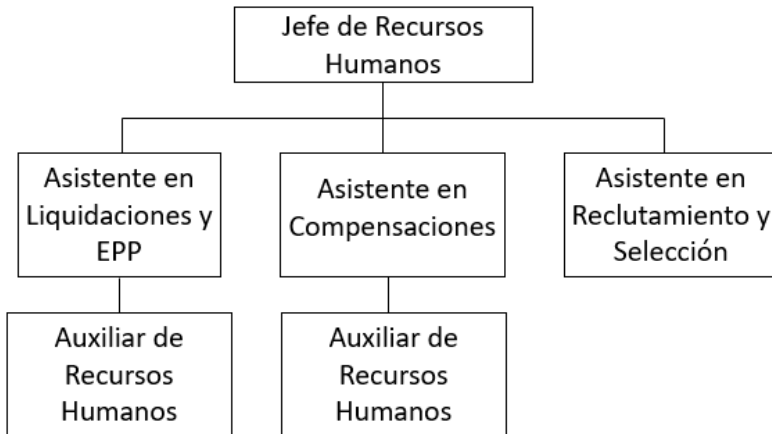 Jefe de Recursos
Humanos
Asistente en
Liquidaciones y
EPP
Asistente en
Compensaciones
Asistente en
Reclutamiento y
Selección
Auxiliar de
Recursos
Humanos
Auxiliar de
Recursos
Humanos